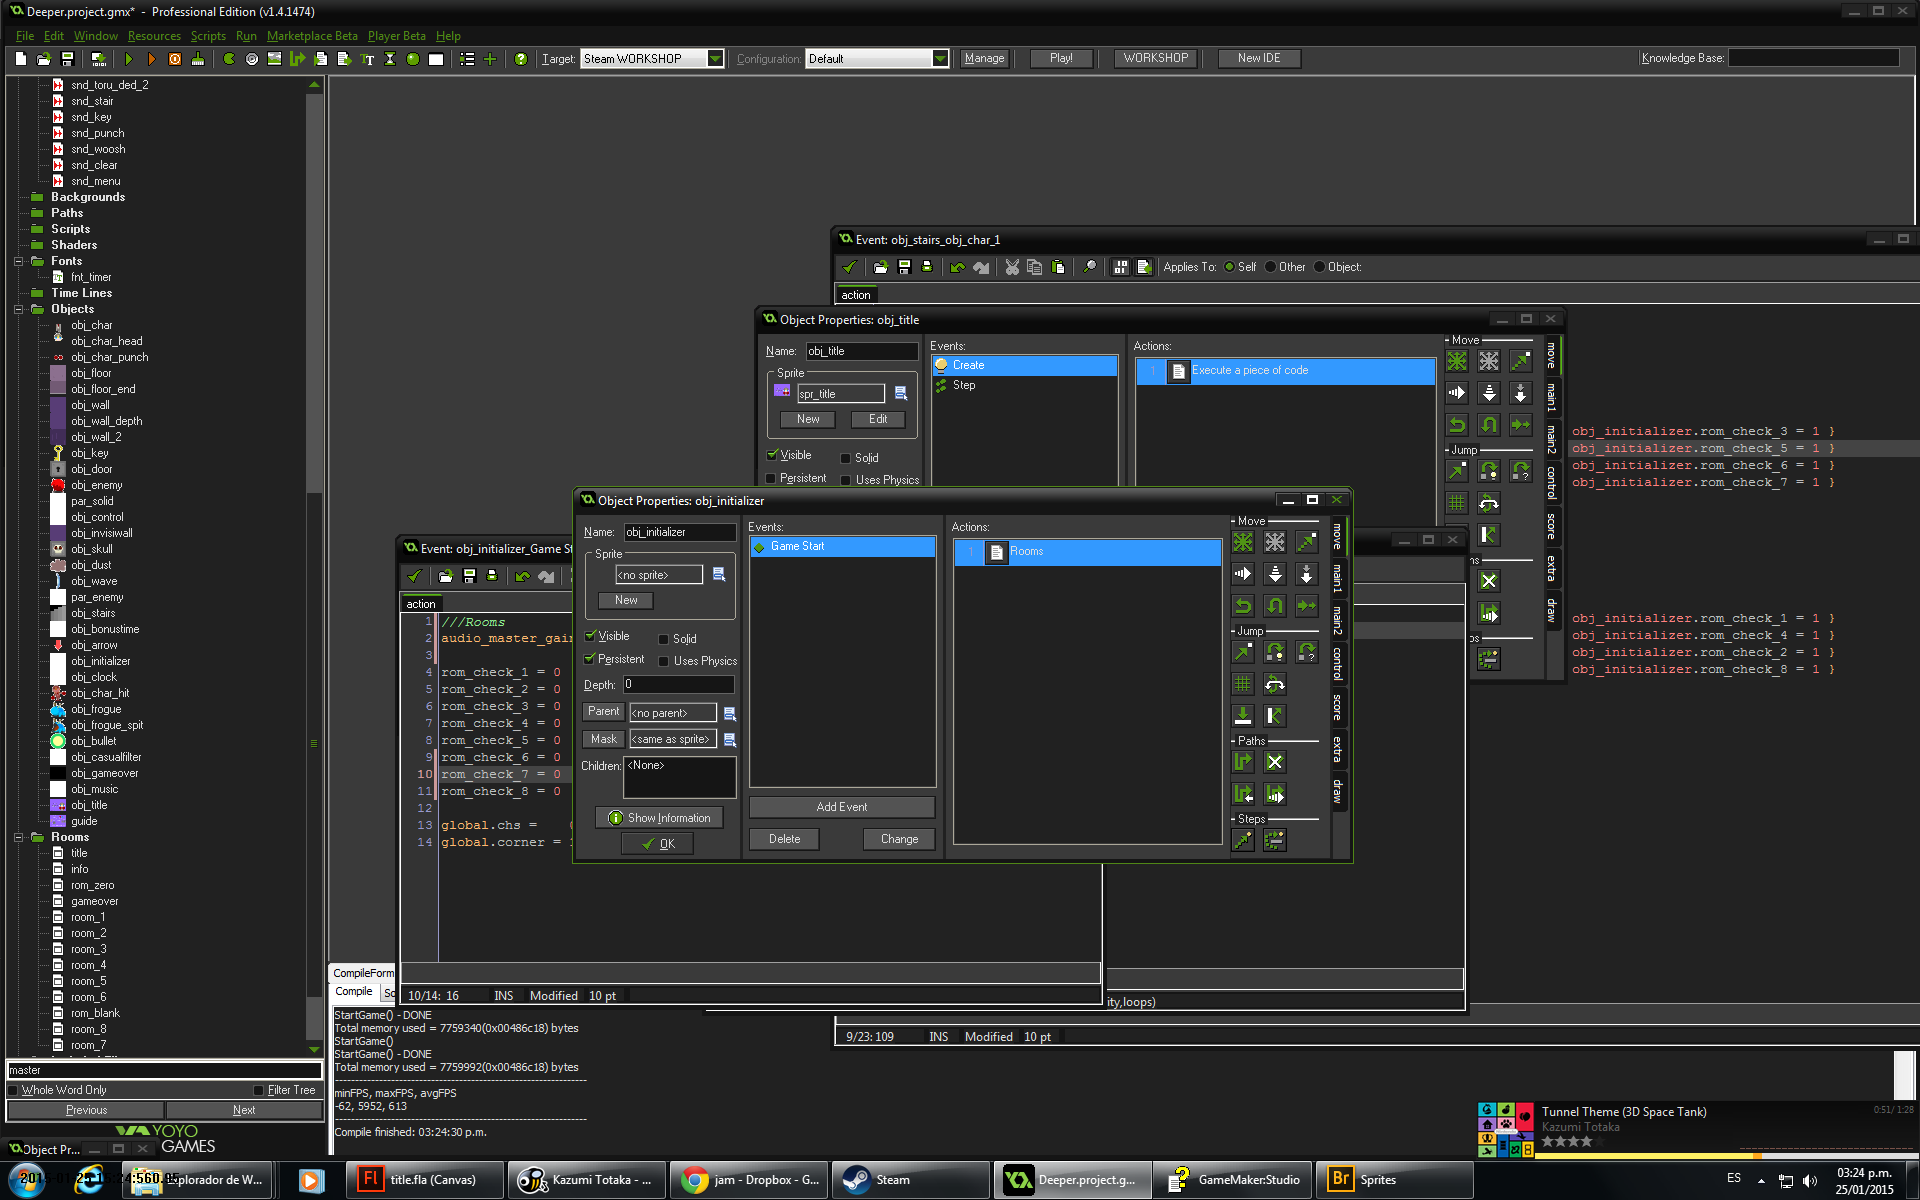 Deeper.project.gmx* - Professional Edition (v1.4.1474)
File Edit Window Resources Scripts Run Marketplace Beta Player Beta Help
Target: Steam WORKSHOP Configuration: Default Manage Play! WORKSHOP New IDE Knowledge Base:
snd_toru_ded_2
snd_stair
snd_key
snd_punch
snd_woosh
snd_clear
snd_menu
Backgrounds
Paths
Scripts
Shaders
Fonts
fnt_timer
Time Lines
Objects
obj_char
obj_char_head
obj_char_punch
obj_floor
obj_floor_end
obj_wall
obj_wall_depth
obj_wall_2
obj_key
obj_door
obj_enemy
par_solid
obj_control
obj_invisiwall
obj_skull
obj_dust
obj_wave
par_enemy
obj_stairs
obj_bonustime
obj_arrow
obj_initializer
obj_clock
obj_char_hit
obj_frogue
obj_frogue_spit
obj_bullet
obj_casualfilter
obj_gameover
obj_music
obj_title
guide
Rooms
title
info
rom_zero
gameover
room_1
room_2
room_3
room_4
room_5
room_6
rom_blank
room_8
room_7
master
Whole Word Only Filter Tree
Previous Next
YOYO GAMES
Object Pr...
Event: obj_stairs_obj_char_1
Applies To: Self Other Object:
action
Object Properties: obj_title
Name: obj_title
Sprite
spr_title
New Edit
Visible Solid
Persistent Uses Physics
Events:
Create
Step
Actions:
1 Execute a piece of code
Move
Jump
move
main1
main2
control
score
extra
draw
obj_initializer.rom_check_3 = 1 }
obj_initializer.rom_check_5 = 1 }
obj_initializer.rom_check_6 = 1 }
obj_initializer.rom_check_7 = 1 }
obj_initializer.rom_check_1 = 1 }
obj_initializer.rom_check_4 = 1 }
obj_initializer.rom_check_2 = 1 }
obj_initializer.rom_check_8 = 1 }
Object Properties: obj_initializer
Name: obj_initializer
Sprite
<no sprite>
New
Visible Solid
Persistent Uses Physics
Depth: 0
Parent <no parent>
Mask <same as sprite>
Children: <None>
Show Information
OK
Events:
Game Start
Add Event
Delete Change
Actions:
1 Rooms
Move
Jump
Paths
Steps
move
main1
main2
control
score
extra
draw
Event: obj_initializer_Game St
action
1 ///Rooms
2 audio_master_gai
3
4 rom_check_1 = 0
5 rom_check_2 = 0
6 rom_check_3 = 0
7 rom_check_4 = 0
8 rom_check_5 = 0
9 rom_check_6 = 0
10 rom_check_7 = 0
11 rom_check_8 = 0
12
13 global.chs =
14 global.corner =
10/14: 16 INS Modified 10 pt
ity,loops)
9/23: 109 INS Modified 10 pt
CompileForm
Compile Sc
StartGame() - DONE
Total memory used = 7759340(0x00486c18) bytes
StartGame()
StartGame() - DONE
Total memory used = 7759992(0x00486c18) bytes
minFPS, maxFPS, avgFPS
-62, 5952, 613
Compile finished: 03:24:30 p.m.
Tunnel Theme (3D Space Tank) 0:51/ 1:28
Kazumi Totaka
Explorador de W...
title.fla (Canvas)
Kazumi Totaka - ...
jam - Dropbox - G...
Steam
Deeper.project.g...
GameMaker:Studio
Sprites
ES
03:24 p.m.
25/01/2015